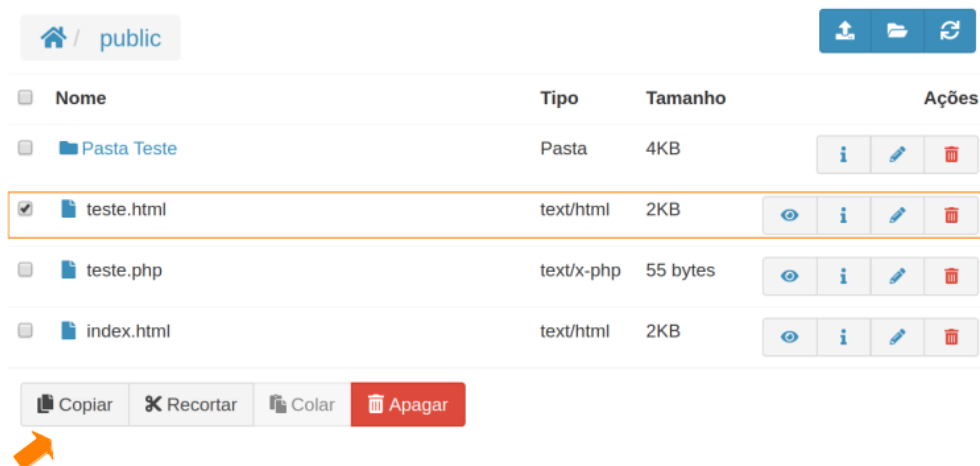 / public
Nome Tipo Tamanho Ações
Pasta Teste Pasta 4KB
teste.html text/html 2KB
teste.php text/x-php 55 bytes
index.html text/html 2KB
Copiar Recortar Colar Apagar